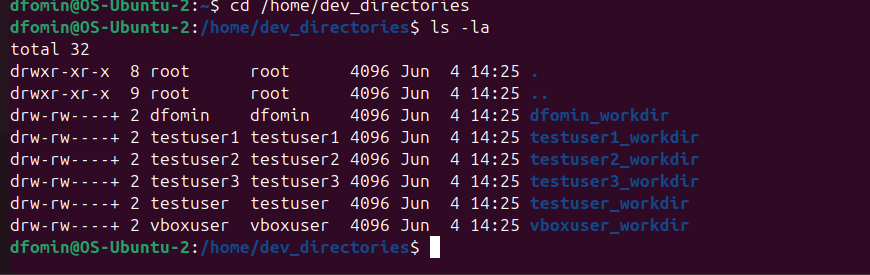 dfomin@OS-Ubuntu-2:~$ cd /home/dev_directories
dfomin@OS-Ubuntu-2:/home/dev_directories$ ls -la
total 32
drwxr-xr-x  8 root      root      4096 Jun  4 14:25 .
drwxr-xr-x  9 root      root      4096 Jun  4 14:25 ..
drw-rw----+ 2 dfomin    dfomin    4096 Jun  4 14:25 dfomin_workdir
drw-rw----+ 2 testuser1 testuser1 4096 Jun  4 14:25 testuser1_workdir
drw-rw----+ 2 testuser2 testuser2 4096 Jun  4 14:25 testuser2_workdir
drw-rw----+ 2 testuser3 testuser3 4096 Jun  4 14:25 testuser3_workdir
drw-rw----+ 2 testuser  testuser  4096 Jun  4 14:25 testuser_workdir
drw-rw----+ 2 vboxuser  vboxuser  4096 Jun  4 14:25 vboxuser_workdir
dfomin@OS-Ubuntu-2:/home/dev_directories$